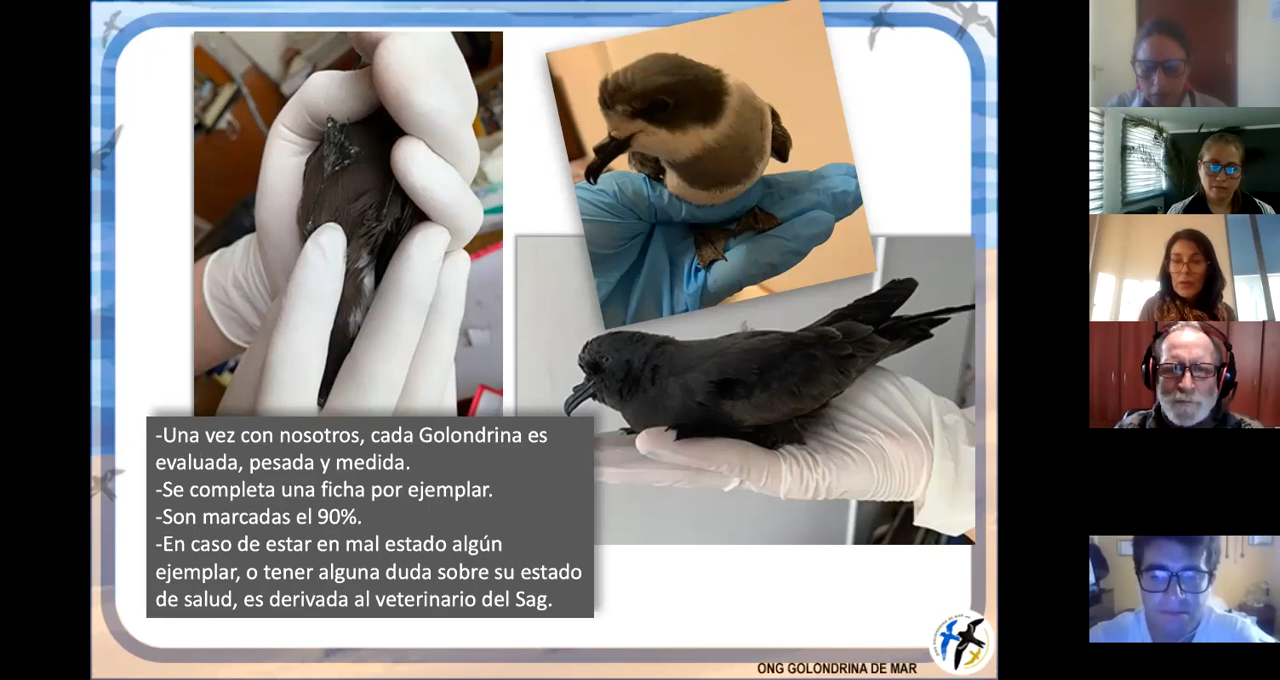 -Una vez con nosotros, cada Golondrina es
evaluada, pesada y medida.
-Se completa una ficha por ejemplar.
-Son marcadas el 90%.
-En caso de estar en mal estado algún
ejemplar, o tener alguna duda sobre su estado
de salud, es derivada al veterinario del Sag.
ONG GOLONDRINA DE MAR